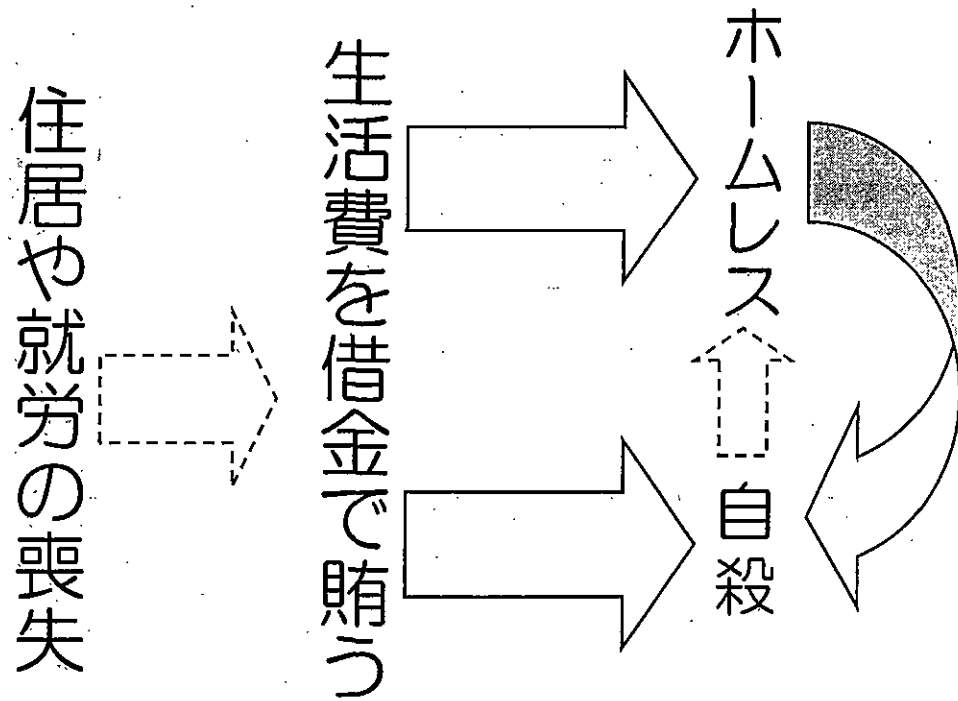 住居や就労の喪失
生活費を借金で賄う
ホームレス
自殺